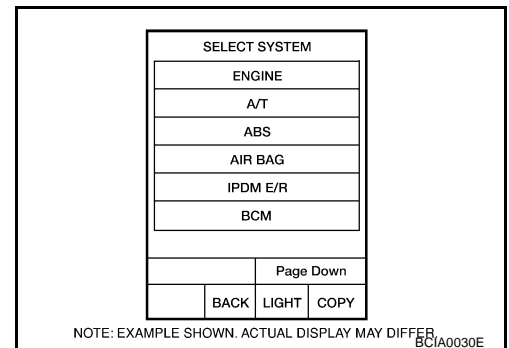 SELECT SYSTEM
ENGINE
A/T
ABS
AIR BAG
IPDM E/R
BCM
Page Down
BACK LIGHT COPY
NOTE: EXAMPLE SHOWN. ACTUAL DISPLAY MAY DIFFER.
BCIA0030E